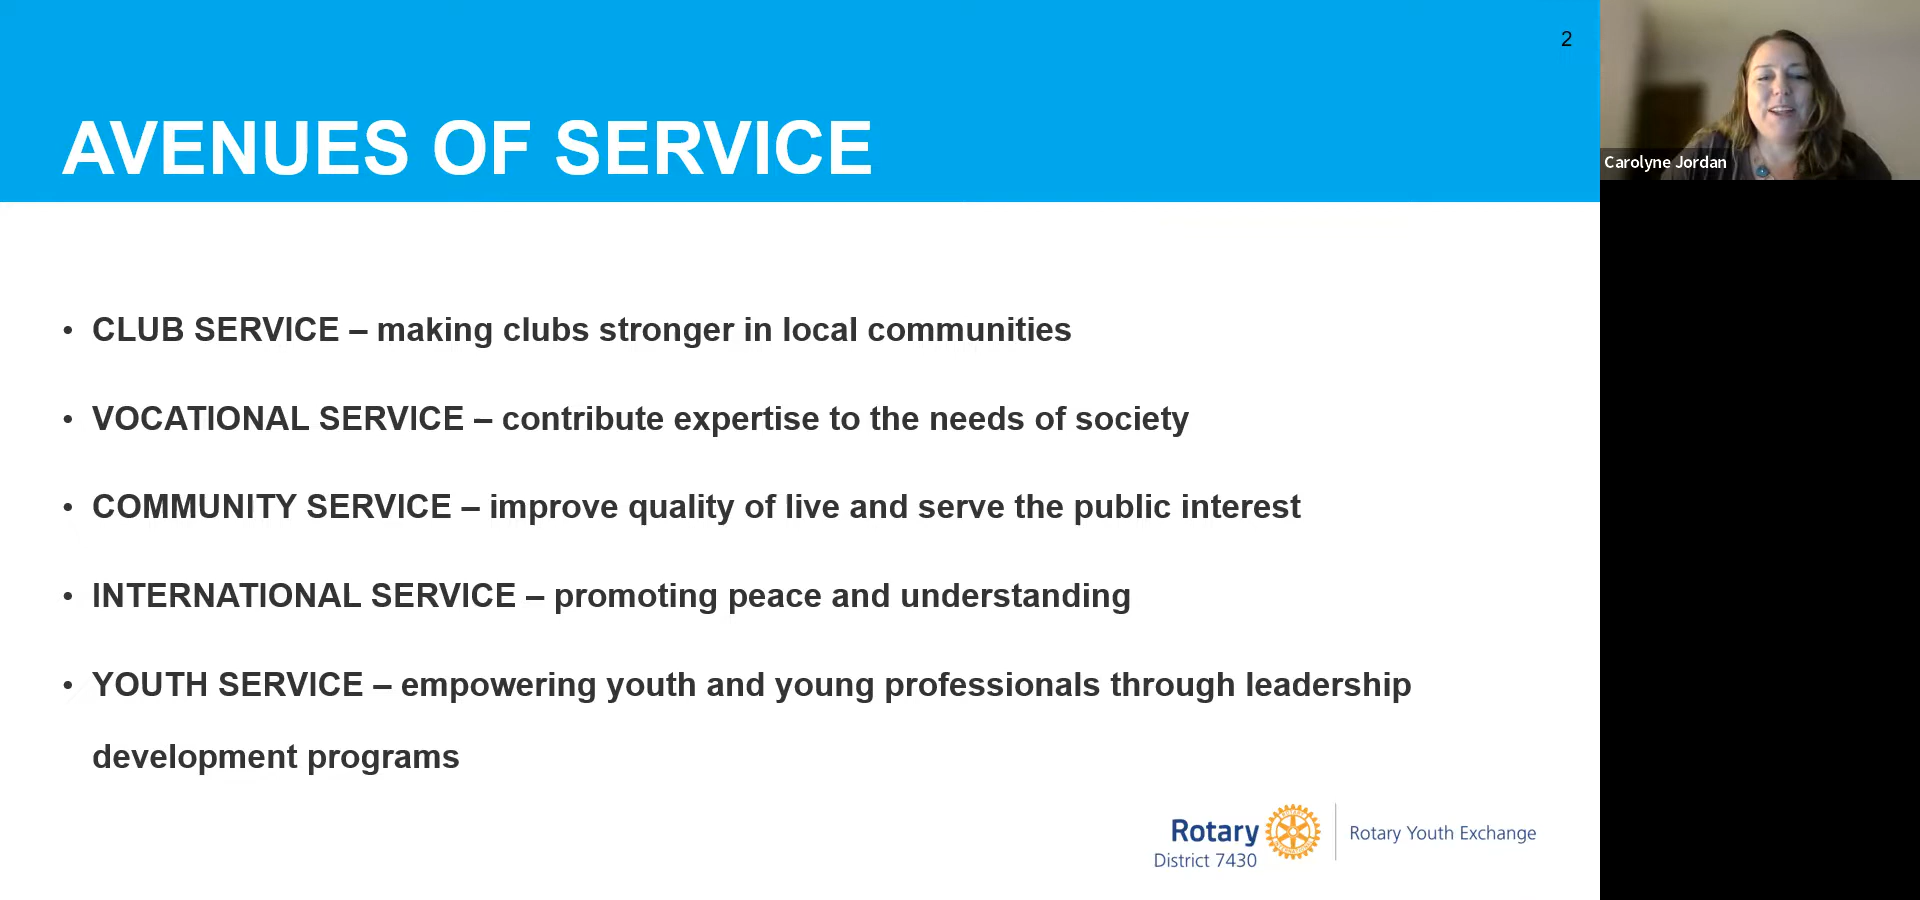 2
AVENUES OF SERVICE
Carolyne Jordan
• CLUB SERVICE – making clubs stronger in local communities
• VOCATIONAL SERVICE – contribute expertise to the needs of society
• COMMUNITY SERVICE – improve quality of live and serve the public interest
• INTERNATIONAL SERVICE – promoting peace and understanding
• YOUTH SERVICE – empowering youth and young professionals through leadership
development programs
Rotary
District 7430
Rotary Youth Exchange